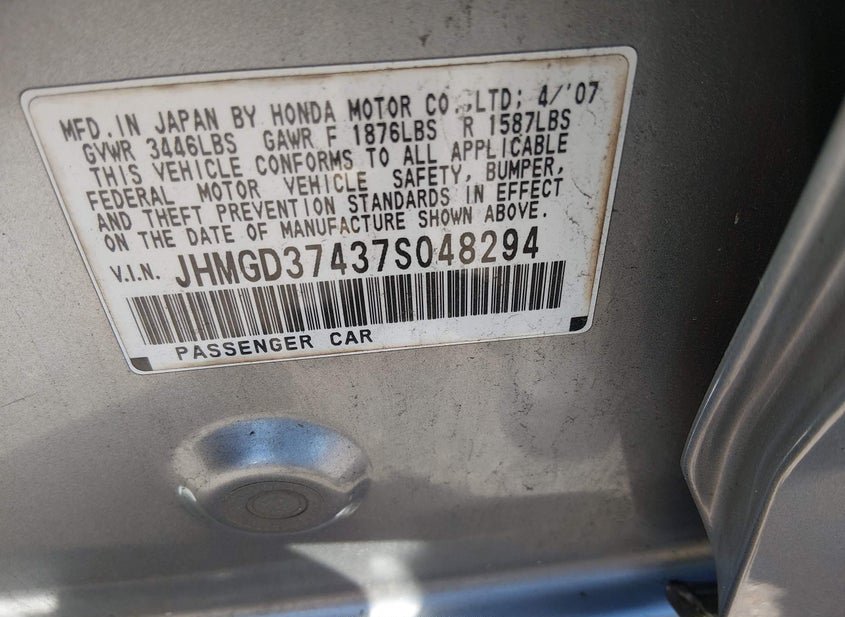 MFD. IN JAPAN BY HONDA MOTOR CO.,LTD; 4/'07
GVWR 3446LBS GAWR F 1876LBS R 1587LBS
THIS VEHICLE CONFORMS TO ALL APPLICABLE
FEDERAL MOTOR VEHICLE SAFETY, BUMPER,
AND THEFT PREVENTION STANDARDS IN EFFECT
ON THE DATE OF MANUFACTURE SHOWN ABOVE.
V.I.N. JHMGD37437S048294
PASSENGER CAR